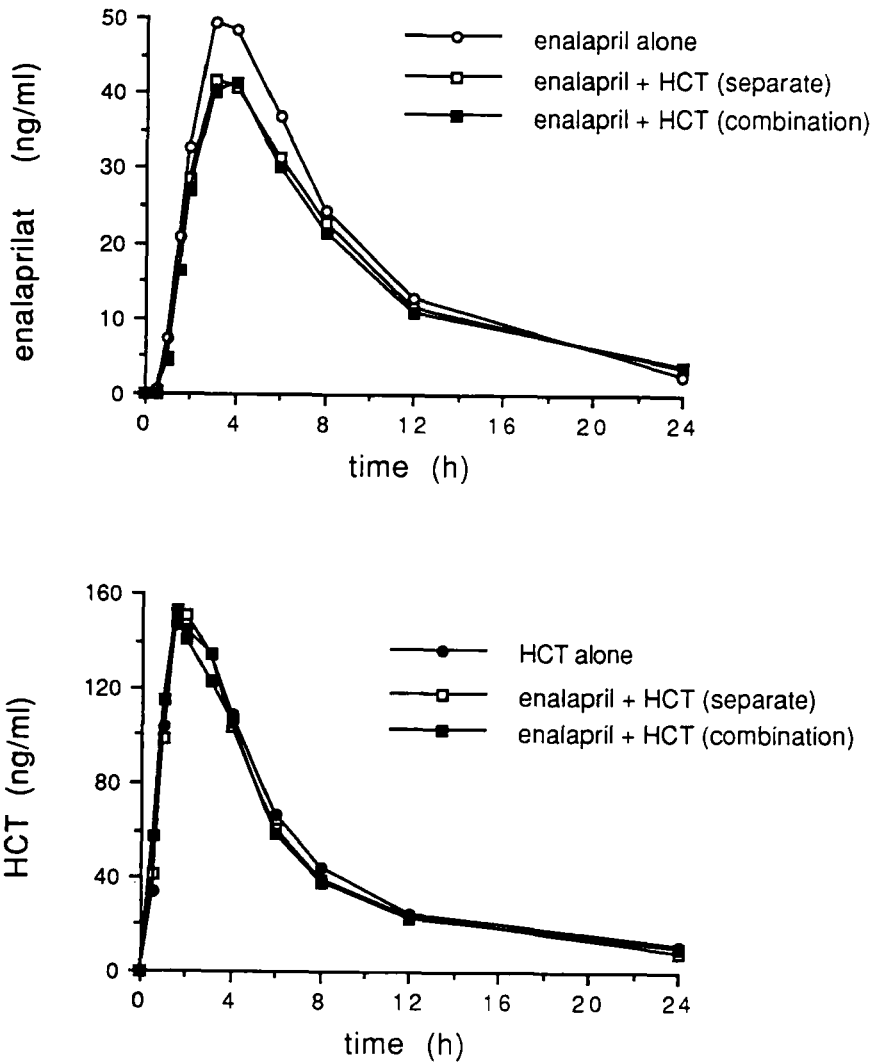 enalaprilat (ng/ml)
50
40
30
20
10
0
0 4 8 12 16 20 24
time (h)
enalapril alone
enalapril + HCT (separate)
enalapril + HCT (combination)
HCT (ng/ml)
160
120
80
40
0
0 4 8 12 16 20 24
time (h)
HCT alone
enalapril + HCT (separate)
enalapril + HCT (combination)